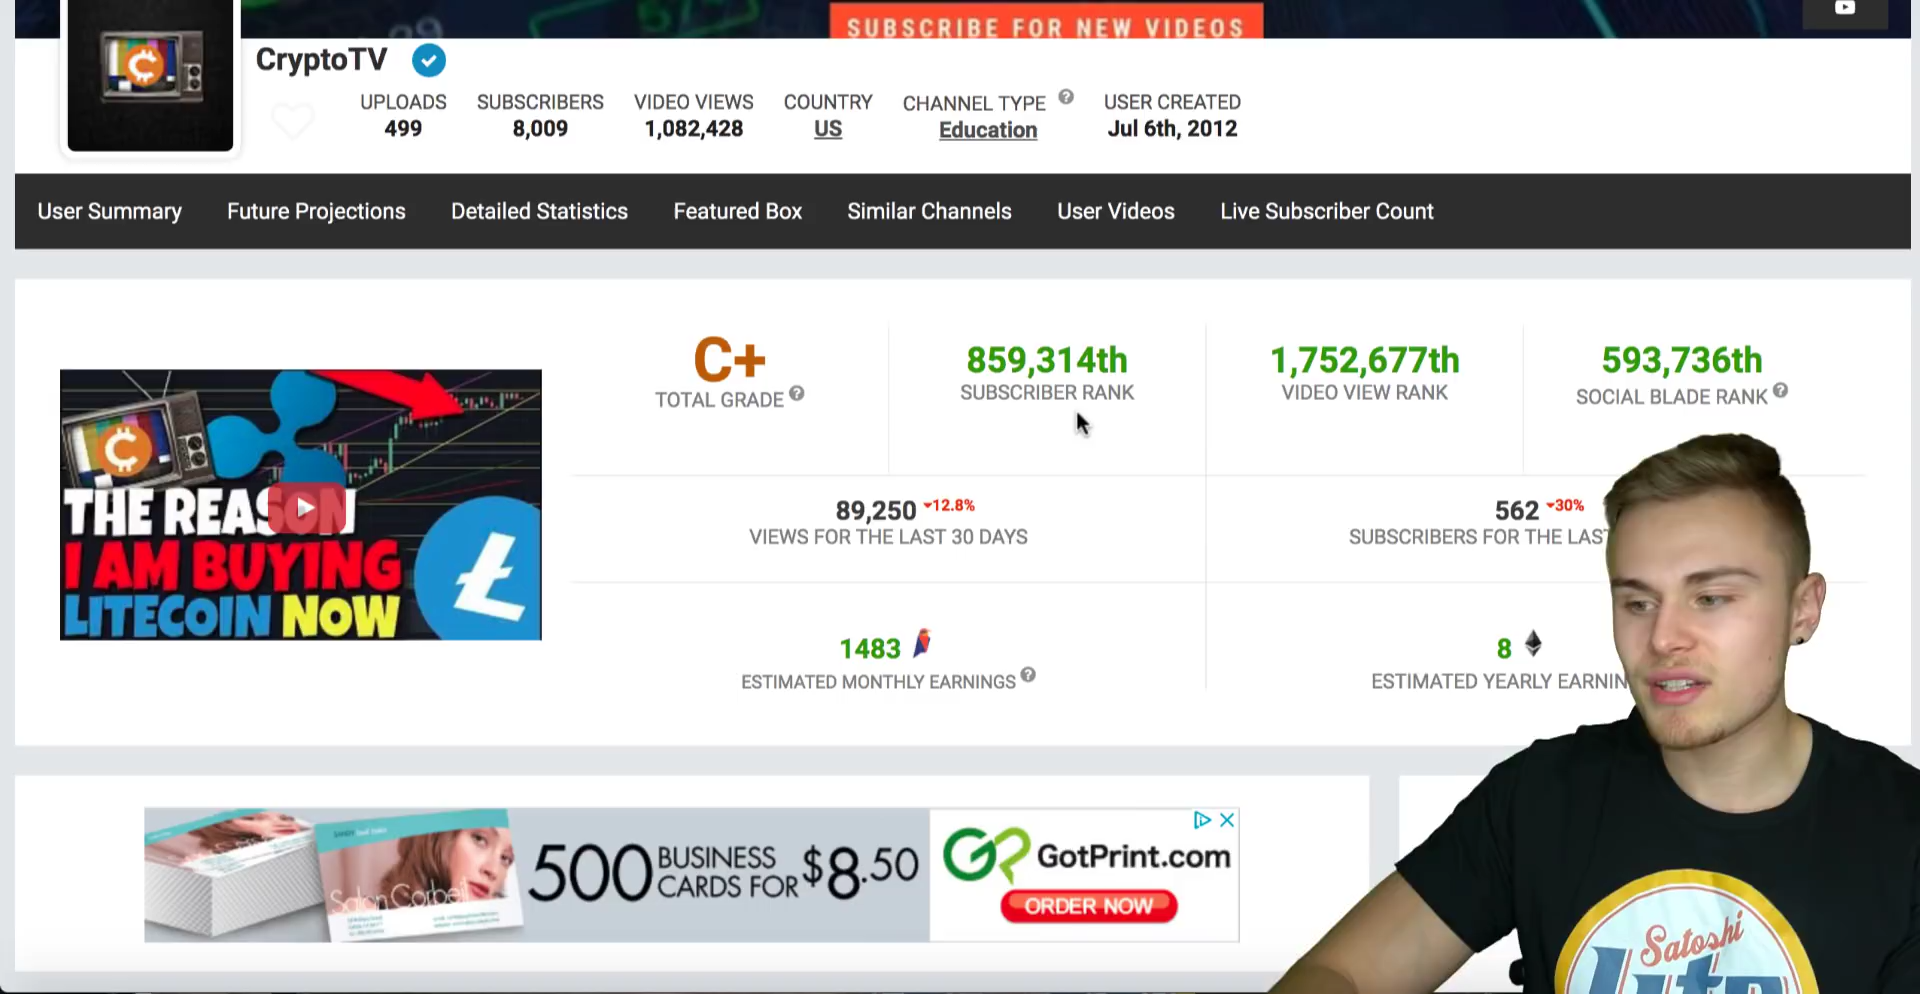 SUBSCRIBE FOR NEW VIDEOS
CryptoTV
UPLOADS
499
SUBSCRIBERS
8,009
VIDEO VIEWS
1,082,428
COUNTRY
US
CHANNEL TYPE ?
Education
USER CREATED
Jul 6th, 2012
User Summary
Future Projections
Detailed Statistics
Featured Box
Similar Channels
User Videos
Live Subscriber Count
THE REASON
I AM BUYING
LITECOIN NOW
C+
TOTAL GRADE ?
859,314th
SUBSCRIBER RANK
1,752,677th
VIDEO VIEW RANK
593,736th
SOCIAL BLADE RANK ?
89,250 -12.8%
VIEWS FOR THE LAST 30 DAYS
562 -30%
SUBSCRIBERS FOR THE LAST
1483
ESTIMATED MONTHLY EARNINGS ?
8
ESTIMATED YEARLY EARNIN
500 BUSINESS
CARDS FOR $8.50
Salon Corbeil
GotPrint.com
ORDER NOW
Satoshi
Lite